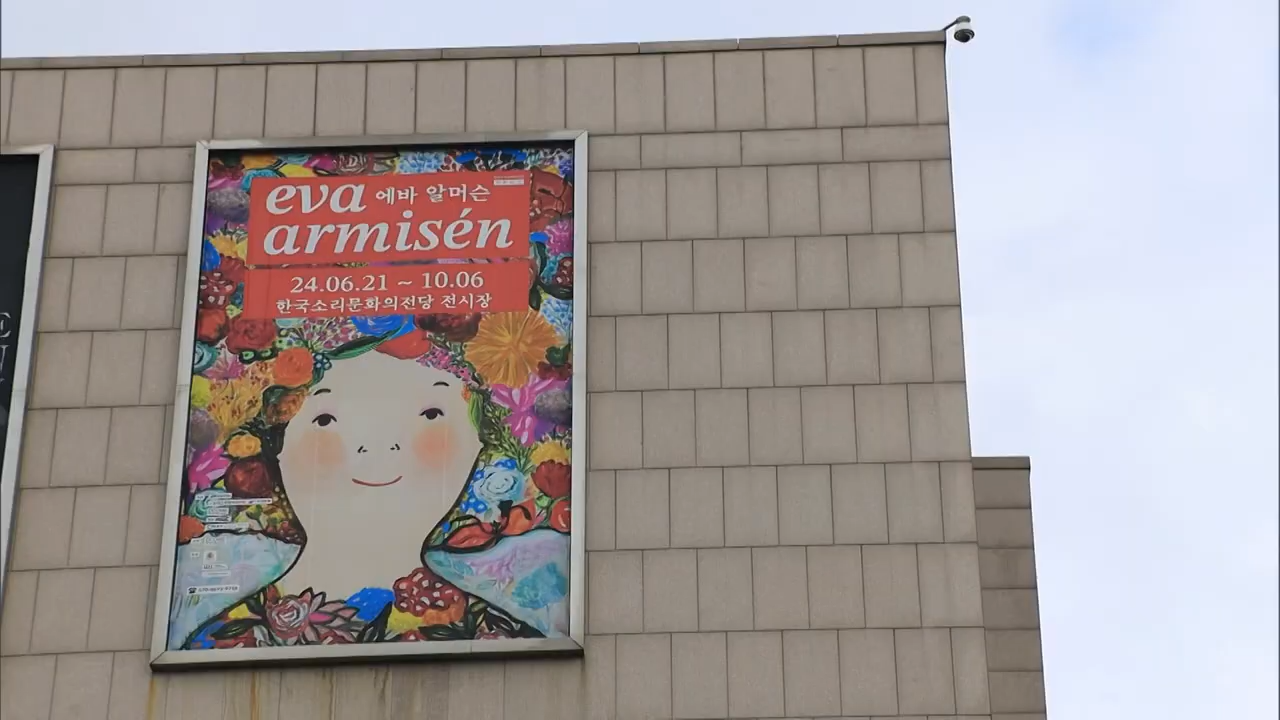 eva 에바 알머슨
armisén
24.06.21 ~ 10.06
한국소리문화의전당 전시장